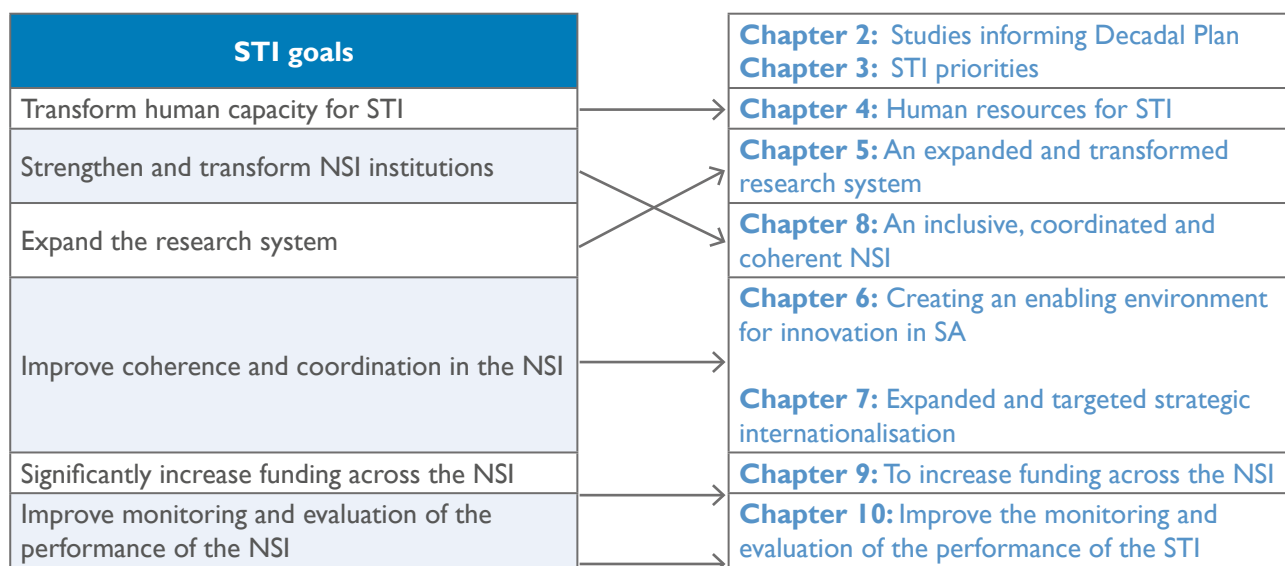 STI goals
Transform human capacity for STI
Strengthen and transform NSI institutions
Expand the research system
Improve coherence and coordination in the NSI
Significantly increase funding across the NSI
Improve monitoring and evaluation of the
performance of the NSI
Chapter 2: Studies informing Decadal Plan
Chapter 3: STI priorities
Chapter 4: Human resources for STI
Chapter 5: An expanded and transformed
research system
Chapter 8: An inclusive, coordinated and
coherent NSI
Chapter 6: Creating an enabling environment
for innovation in SA
Chapter 7: Expanded and targeted strategic
internationalisation
Chapter 9: To increase funding across the NSI
Chapter 10: Improve the monitoring and
evaluation of the performance of the STI